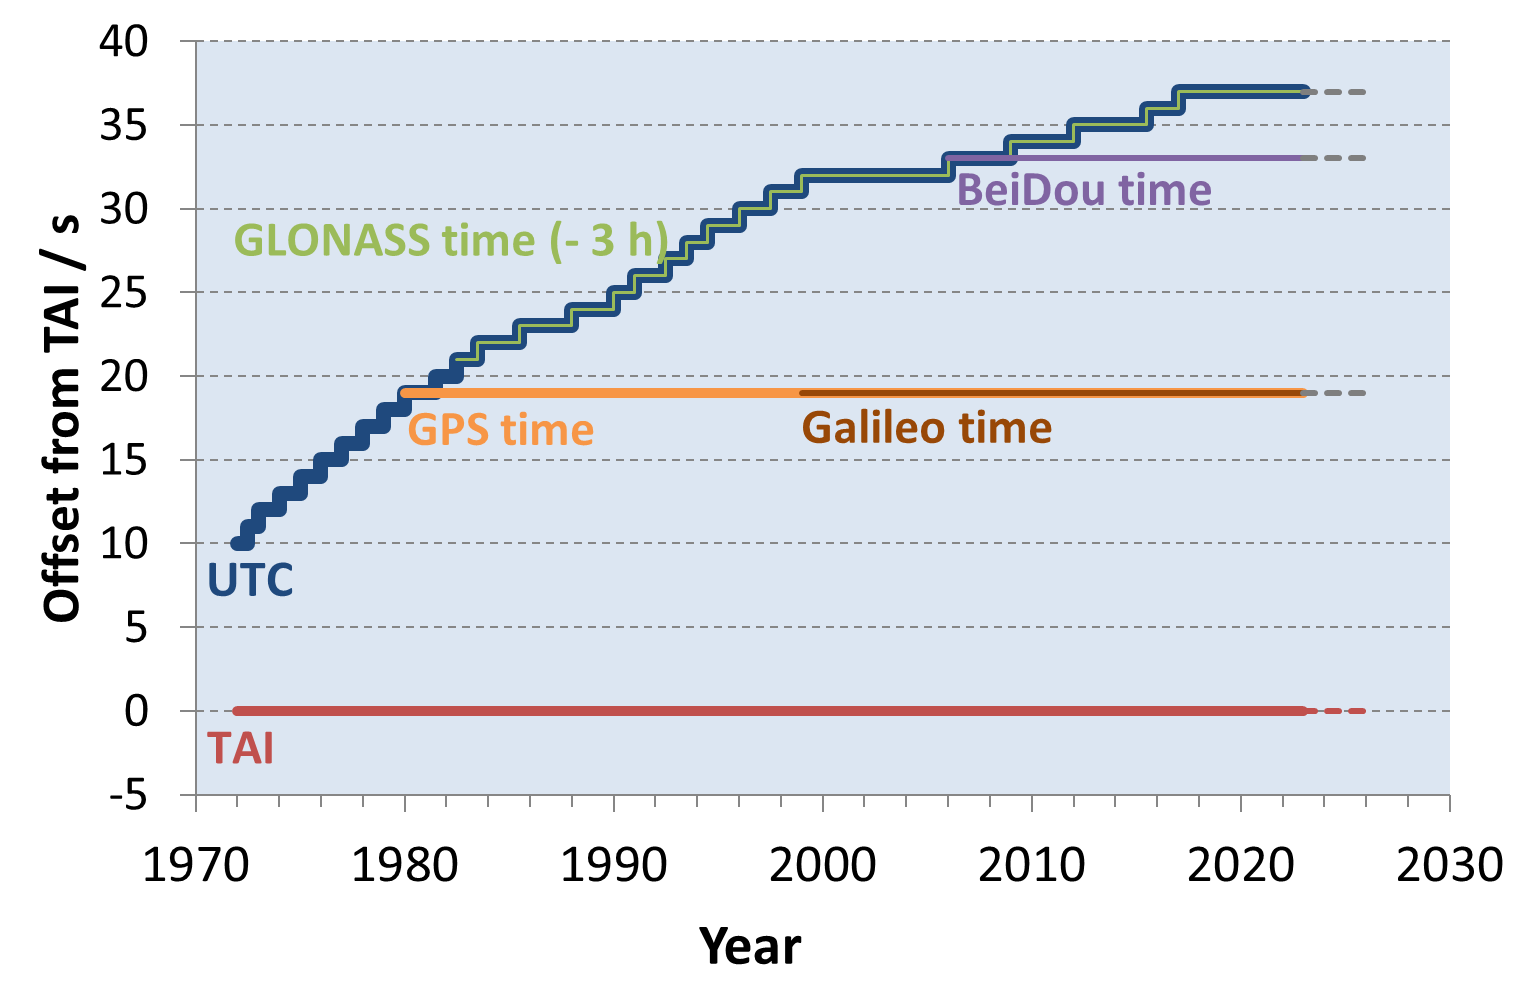 40
35
30
25
20
15
10
5
0
-5
Offset from TAI / s
GLONASS time (- 3 h)
BeiDou time
GPS time
Galileo time
UTC
TAI
1970 1980 1990 2000 2010 2020 2030
Year